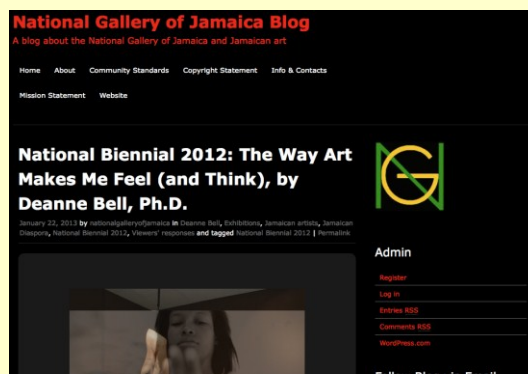 National Gallery of Jamaica Blog
A blog about the National Gallery of Jamaica and Jamaican art
Home About Community Standards Copyright Statement Info & Contacts
Mission Statement Website
National Biennial 2012: The Way Art
Makes Me Feel (and Think), by
Deanne Bell, Ph.D.
January 22, 2013 by nationalgalleryofjamaica in Deanne Bell, Exhibitions, Jamaican artists, Jamaican
Diaspora, National Biennial 2012, Viewers' responses and tagged National Biennial 2012 | Permalink
NG
Admin
Register
Log in
Entries RSS
Comments RSS
WordPress.com